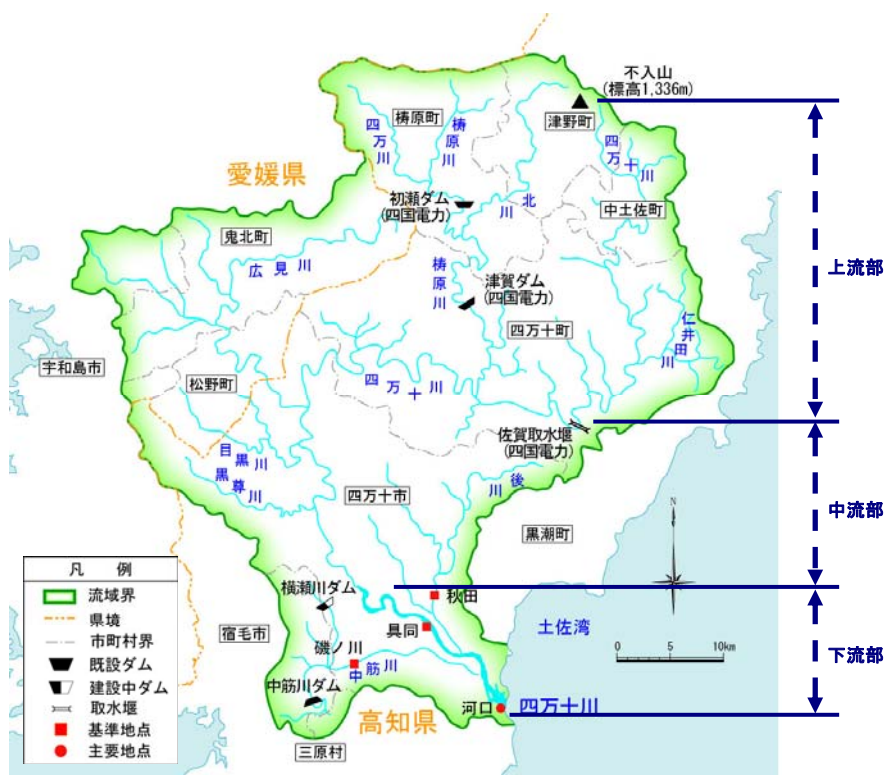 不入山
(標高1,336m)
梼原町
津野町
四万川
梼原川
四万十川
愛媛県
初瀬ダム
(四国電力)
北川
中土佐町
鬼北町
広見川
梼原川
津賀ダム
(四国電力)
上流部
四万十町
仁井田川
宇和島市
松野町
四万十川
佐賀取水堰
(四国電力)
目黒川
黒尊川
四万十市
後川
中流部
黒潮町
N
凡 例
流域界
県境
市町村界
既設ダム
建設中ダム
取水堰
基準地点
主要地点
横瀬川ダム
秋田
宿毛市
具同
土佐湾
0 5 10km
下流部
磯ノ川
中筋川
中筋川ダム
河口
四万十川
高知県
三原村